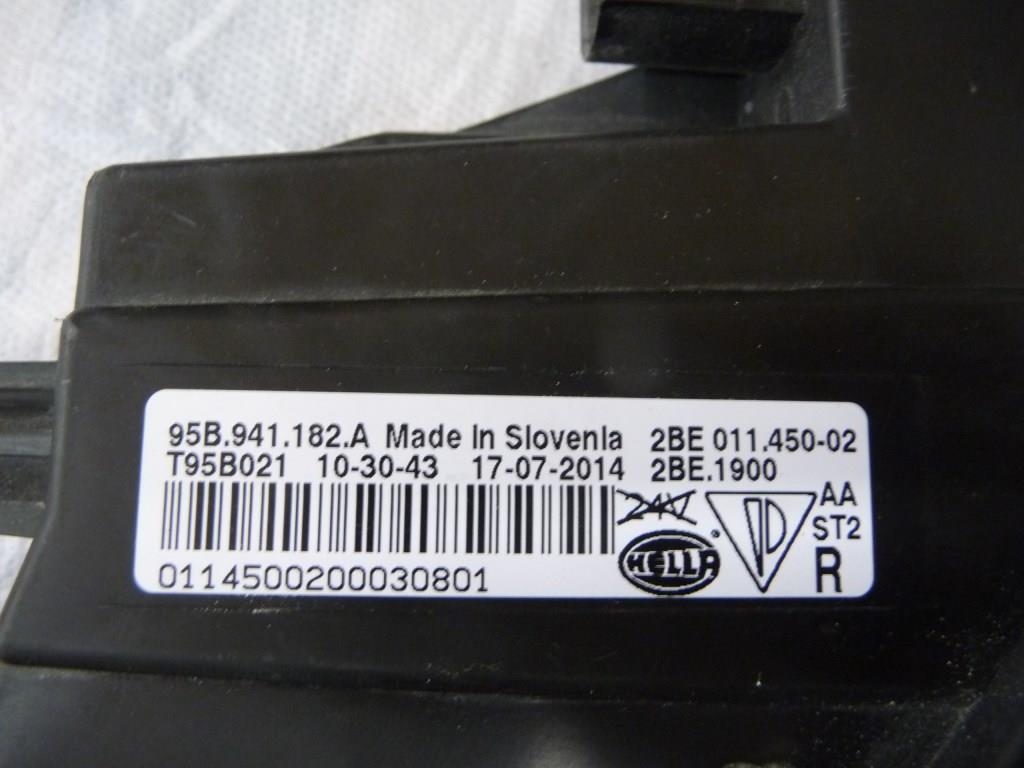 95B.941.182.A Made In Slovenia 2BE 011.450-02
T95B021 10-30-43 17-07-2014 2BE.1900
24V
AA
ST2
HELLA
R
0114500200030801